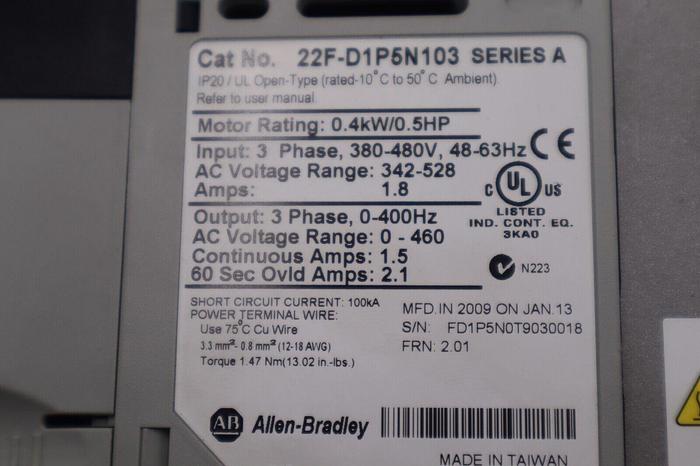 Cat No. 22F-D1P5N103 SERIES A
IP20 / UL Open-Type (rated-10°C to 50°C Ambient).
Refer to user manual.
Motor Rating: 0.4kW/0.5HP
Input: 3 Phase, 380-480V, 48-63Hz
AC Voltage Range: 342-528
Amps: 1.8
CE
C UL US
LISTED
IND. CONT. EQ.
3KA0
Output: 3 Phase, 0-400Hz
AC Voltage Range: 0 - 460
Continuous Amps: 1.5
60 Sec Ovld Amps: 2.1
N223
SHORT CIRCUIT CURRENT: 100kA
POWER TERMINAL WIRE:
Use 75°C Cu Wire
3.3 mm² - 0.8 mm² (12-18 AWG)
Torque 1.47 Nm(13.02 in.-lbs.)
MFD. IN 2009 ON JAN. 13
S/N: FD1P5N0T9030018
FRN: 2.01
AB Allen-Bradley
MADE IN TAIWAN